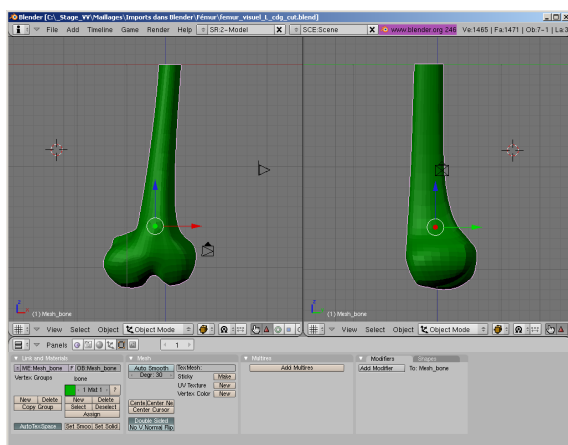 Blender [C:\_Stage_VV\Maillages\Imports dans Blender\Fémur\femur_visuel_L_cdg_cut.blend]
File Add Timeline Game Render Help SR:2-Model X SCE:Scene X www.blender.org 246 Ve:1465 | Fa:1471 | Ob:7-1 | La:3
(1) Mesh_bone
(1) Mesh_bone
View Select Object Object Mode
View Select Object Object Mode
Panels 1
Link and Materials
ME:Mesh_bone F OB:Mesh_bone
Vertex Groups bone
1 Mat 1 ?
New Delete New Delete
Copy Group Select Deselect
Assign
AutoTexSpace Set Smoo Set Solid
Mesh
Auto Smooth TexMesh:
Degr: 30 Sticky Make
UV Texture New
Vertex Color New
Cente Center Ne
Center Cursor
Double Sided
No V.Normal Flip
Multires
Add Multires
Modifiers Shapes
Add Modifier To: Mesh_bone